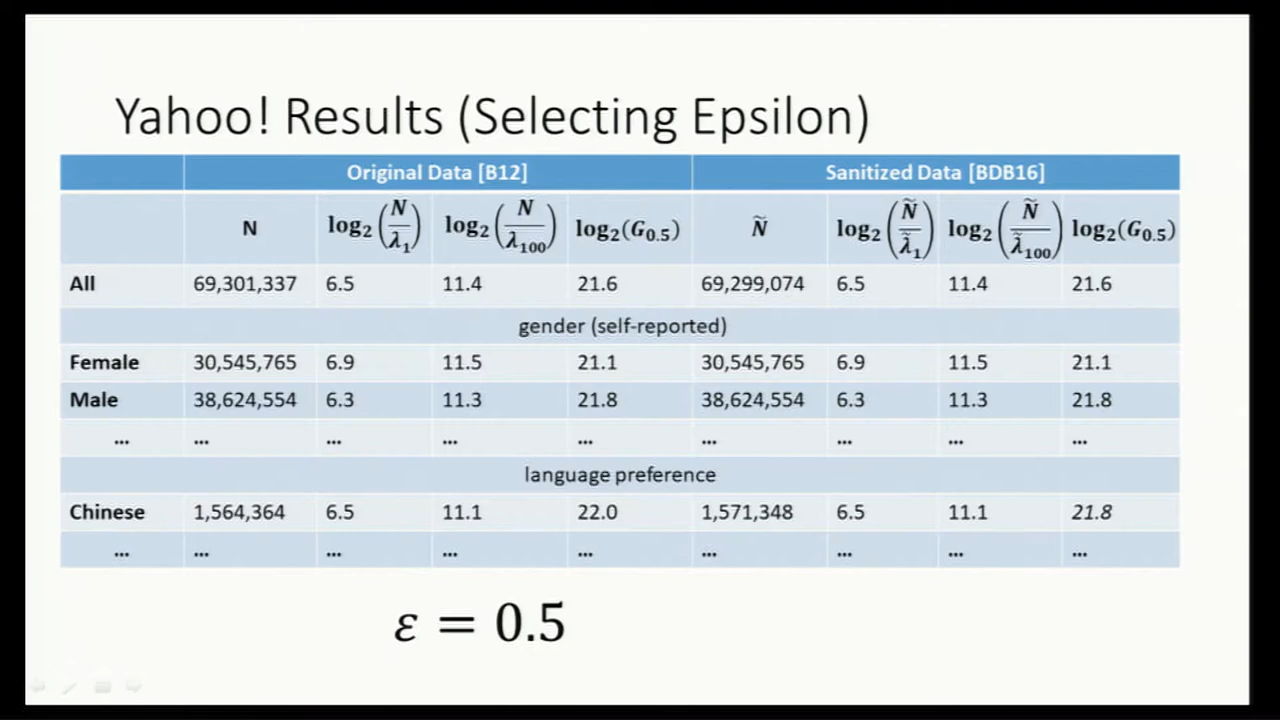 Yahoo! Results (Selecting Epsilon)
Original Data [B12] Sanitized Data [BDB16]
N log₂(N/λ₁) log₂(N/λ₁₀₀) log₂(G₀.₅) Ñ log₂(Ñ/λ̃₁) log₂(Ñ/λ̃₁₀₀) log₂(G₀.₅)
All 69,301,337 6.5 11.4 21.6 69,299,074 6.5 11.4 21.6
gender (self-reported)
Female 30,545,765 6.9 11.5 21.1 30,545,765 6.9 11.5 21.1
Male 38,624,554 6.3 11.3 21.8 38,624,554 6.3 11.3 21.8
... ... ... ... ... ... ... ... ...
language preference
Chinese 1,564,364 6.5 11.1 22.0 1,571,348 6.5 11.1 21.8
... ... ... ... ... ... ... ... ...
ε = 0.5